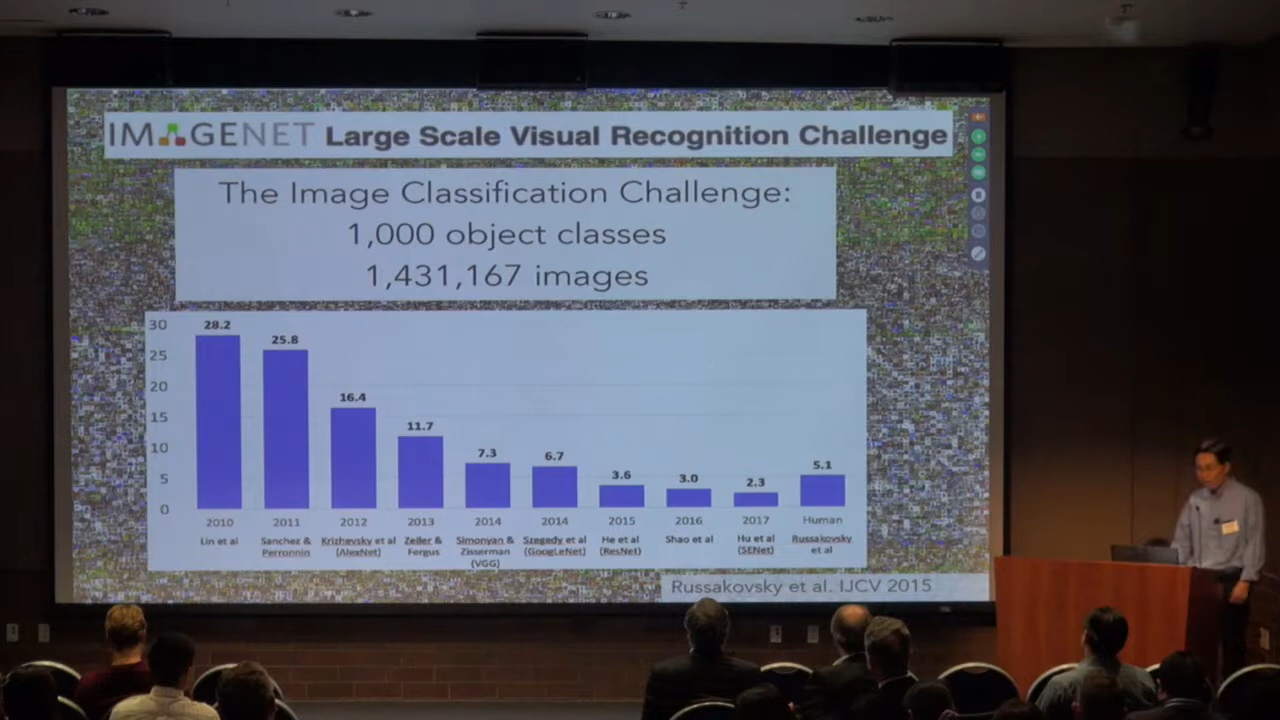 IMAGENET Large Scale Visual Recognition Challenge
The Image Classification Challenge:
1,000 object classes
1,431,167 images
30
25
20
15
10
5
0
28.2
25.8
16.4
11.7
7.3
6.7
3.6
3.0
2.3
5.1
2010 2011 2012 2013 2014 2014 2015 2016 2017 Human
Lin et al Sanchez & Krizhevsky et al Zeiler & Simonyan & Szegedy et al He et al Shao et al Hu et al Russakovsky
Perronnin (AlexNet) Fergus Zisserman (GoogLeNet) (ResNet) (SENet) et al
(VGG)
Russakovsky et al. IJCV 2015